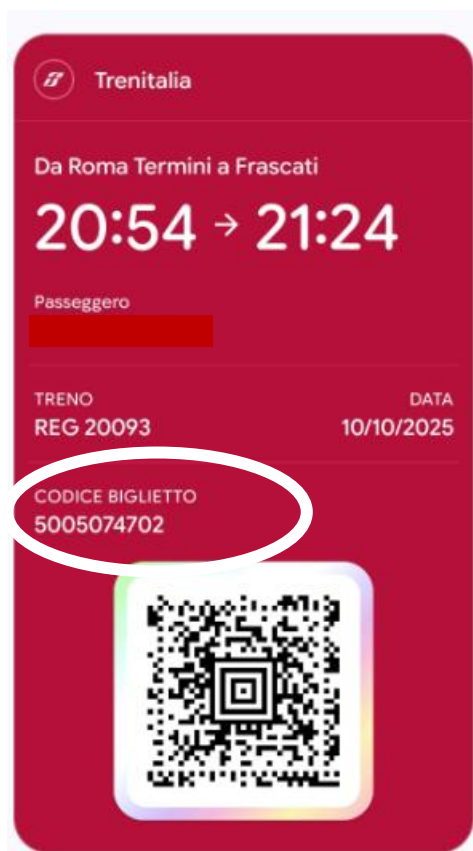 Trenitalia
Da Roma Termini a Frascati
20:54 → 21:24
Passeggero
TRENO DATA
REG 20093 10/10/2025
CODICE BIGLIETTO
5005074702